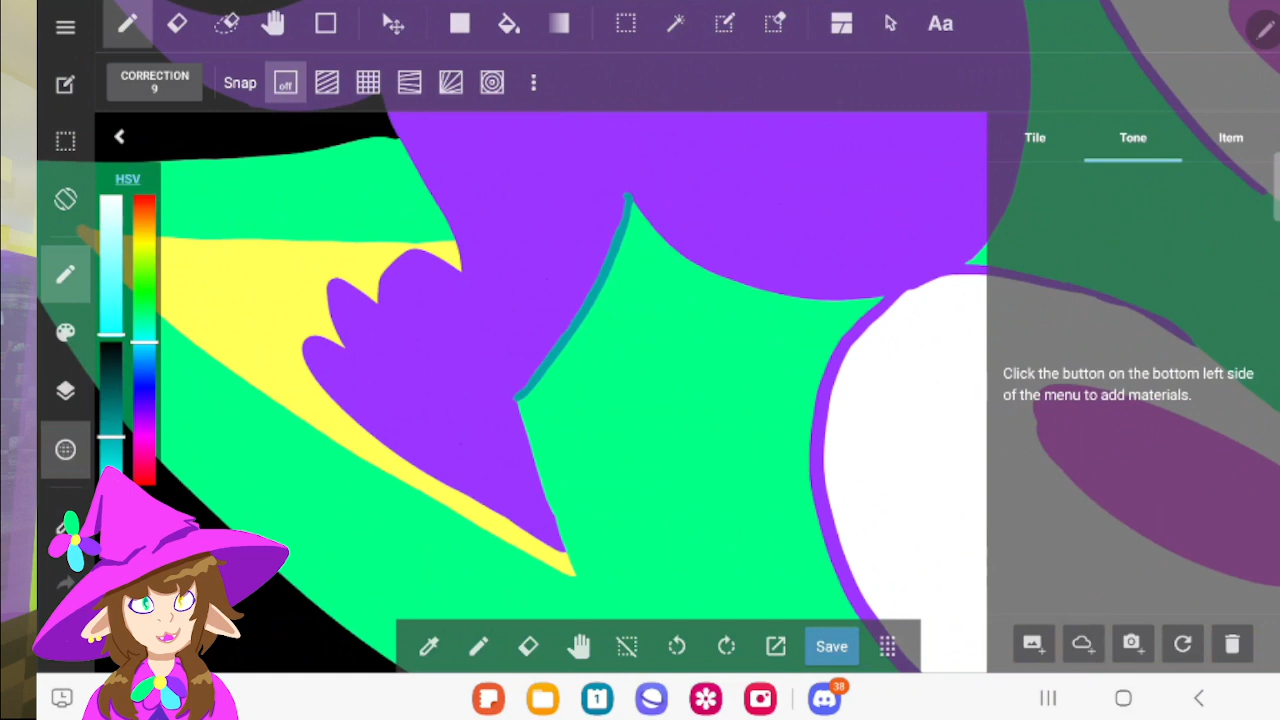 Aa
CORRECTION
9
Snap
off
Tile
Tone
Item
HSV
Click the button on the bottom left side
of the menu to add materials.
Save
1
38